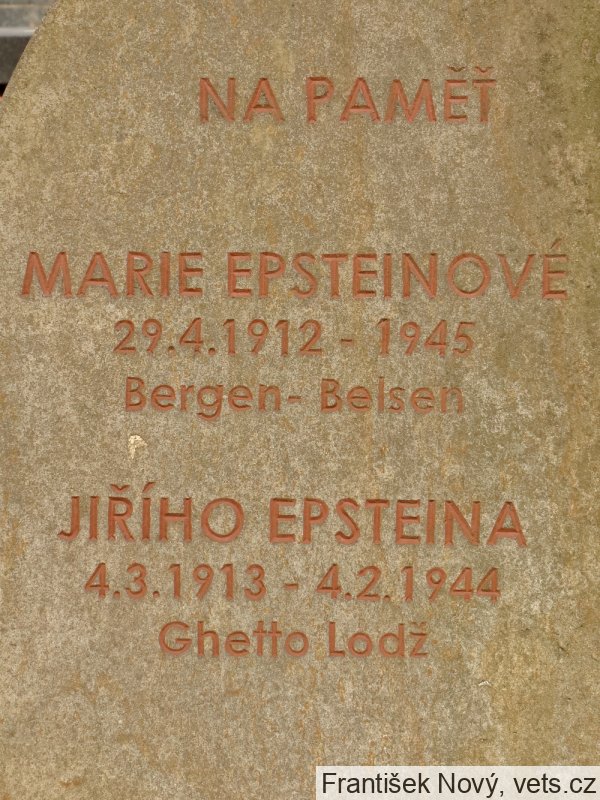 NA PAMĚŤ
MARIE EPSTEINOVÉ
29.4.1912 - 1945
Bergen- Belsen
JIŘÍHO EPSTEINA
4.3.1913 - 4.2.1944
Ghetto Lodž
František Nový, vets.cz